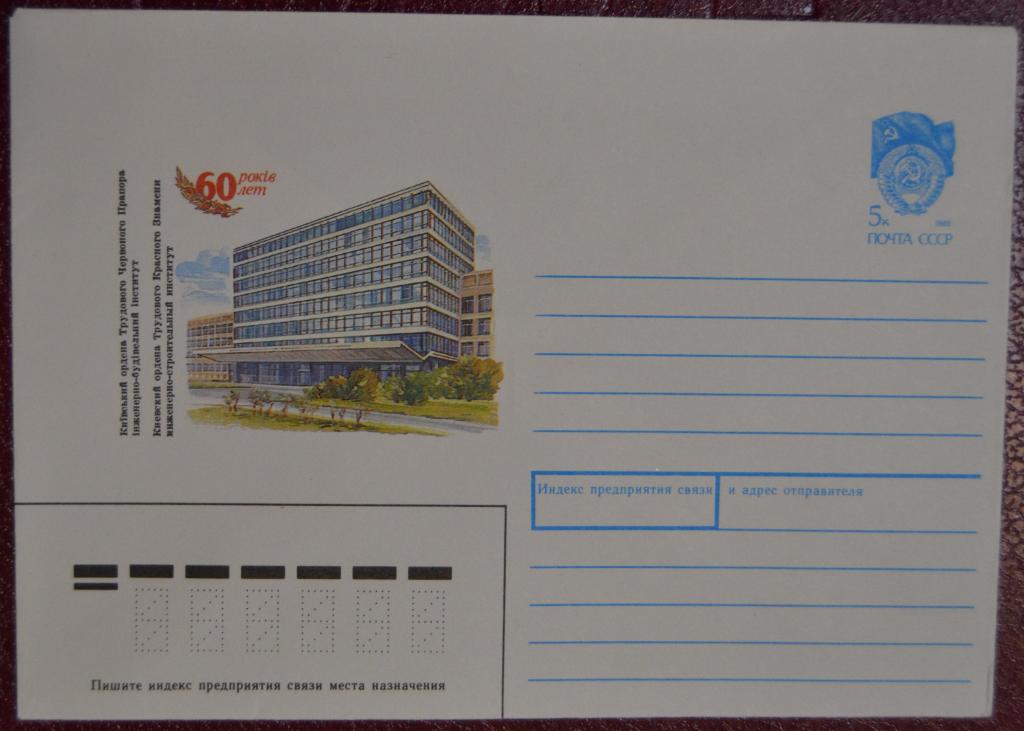 60 років
лет
Київський ордена Трудового Червоного Прапора
інженерно-будівельний інститут
Киевский ордена Трудового Красного Знамени
инженерно-строительный институт
5к
ПОЧТА СССР
Индекс предприятия связи и адрес отправителя
Пишите индекс предприятия связи места назначения